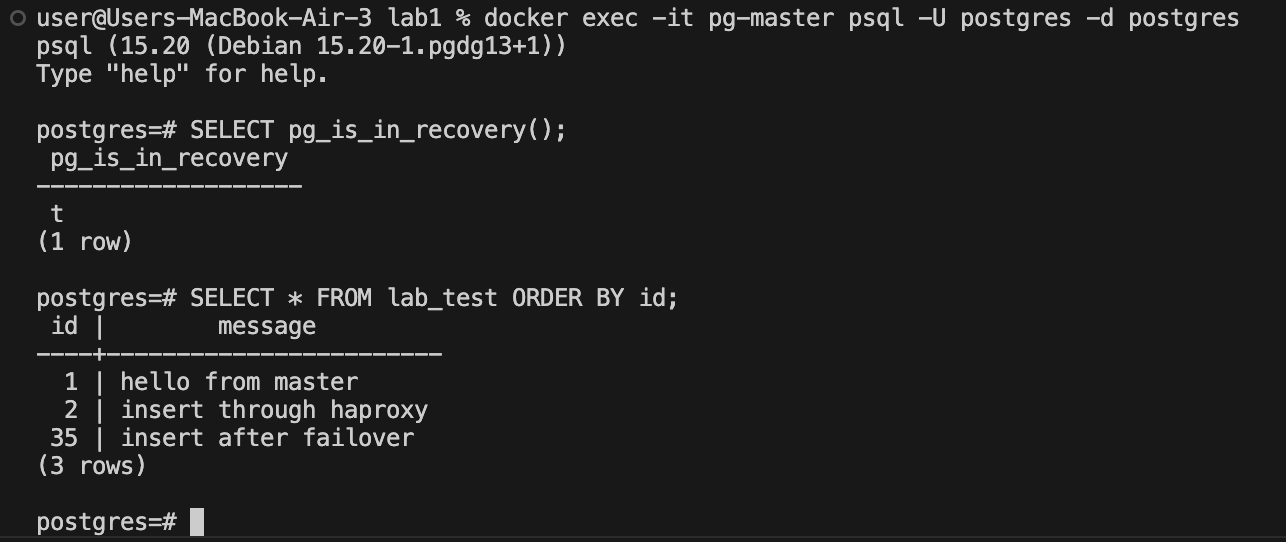 user@Users-MacBook-Air-3 lab1 % docker exec -it pg-master psql -U postgres -d postgres
psql (15.20 (Debian 15.20-1.pgdg13+1))
Type "help" for help.

postgres=# SELECT pg_is_in_recovery();
 pg_is_in_recovery
-------------------
 t
(1 row)

postgres=# SELECT * FROM lab_test ORDER BY id;
 id |        message
----+------------------------
  1 | hello from master
  2 | insert through haproxy
 35 | insert after failover
(3 rows)

postgres=#